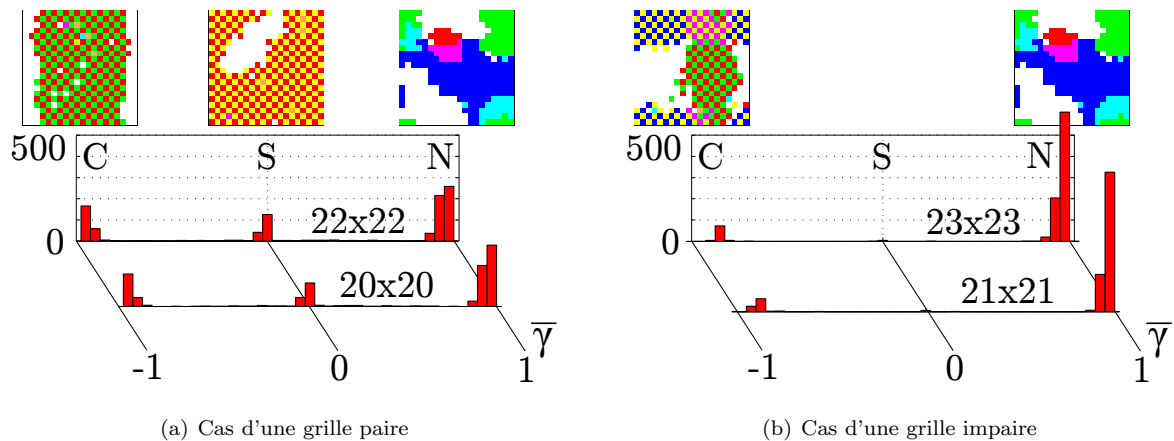 500
C
S
N
0
22x22
20x20
-1
0
1
γ̅
(a) Cas d'une grille paire
500
C
S
N
0
23x23
21x21
-1
0
1
γ̅
(b) Cas d'une grille impaire